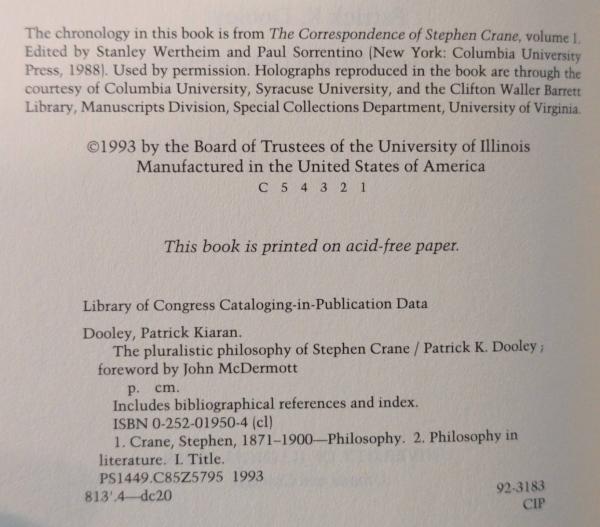 The chronology in this book is from The Correspondence of Stephen Crane, volume 1.
Edited by Stanley Wertheim and Paul Sorrentino (New York: Columbia University
Press, 1988). Used by permission. Holographs reproduced in the book are through the
courtesy of Columbia University, Syracuse University, and the Clifton Waller Barrett
Library, Manuscripts Division, Special Collections Department, University of Virginia.
©1993 by the Board of Trustees of the University of Illinois
Manufactured in the United States of America
C 5 4 3 2 1
This book is printed on acid-free paper.
Library of Congress Cataloging-in-Publication Data
Dooley, Patrick Kiaran.
The pluralistic philosophy of Stephen Crane / Patrick K. Dooley ;
foreword by John McDermott
p. cm.
Includes bibliographical references and index.
ISBN 0-252-01950-4 (cl)
1. Crane, Stephen, 1871–1900—Philosophy. 2. Philosophy in
literature. I. Title.
PS1449.C85Z5795 1993
813'.4—dc20
92-3183
CIP